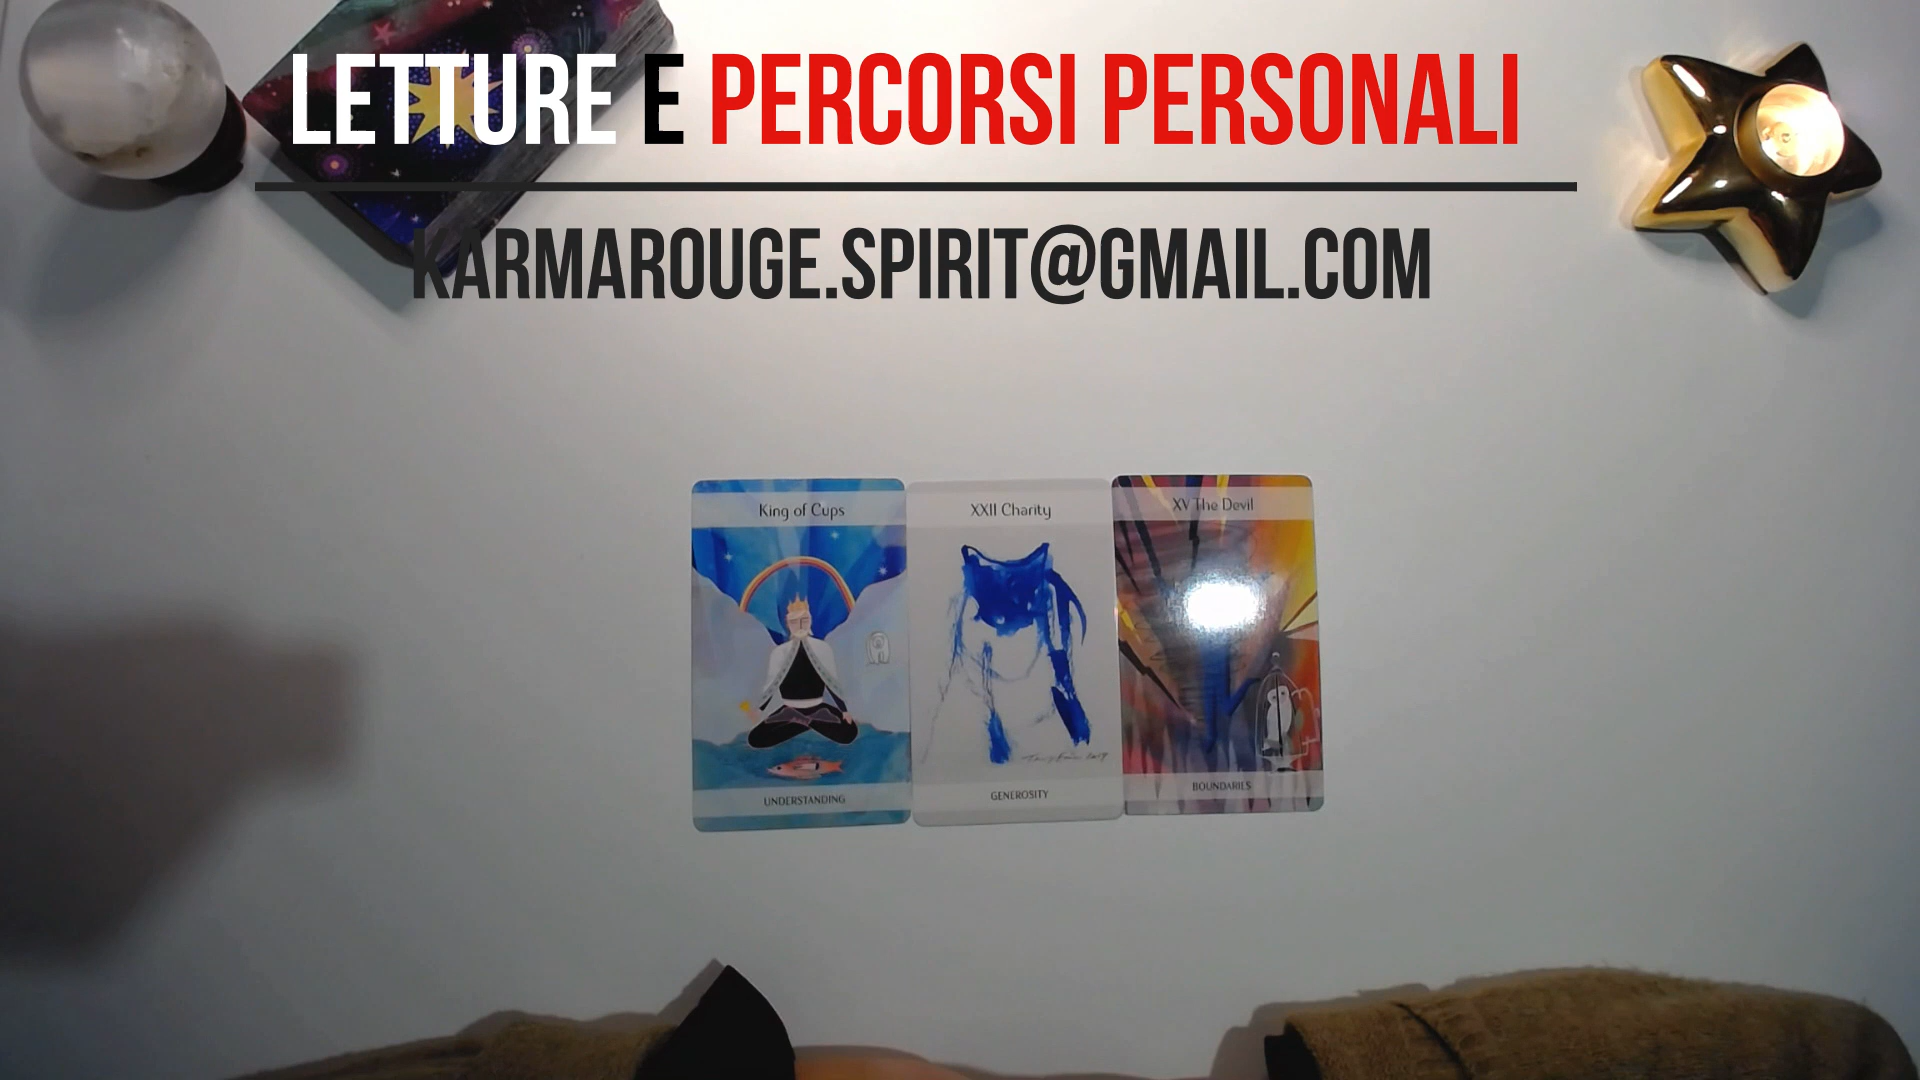 LETTURE E PERCORSI PERSONALI
KARMAROUGE.SPIRIT@GMAIL.COM
King of Cups
XXII Charity
XV The Devil
UNDERSTANDING
GENEROSITY
BOUNDARIES